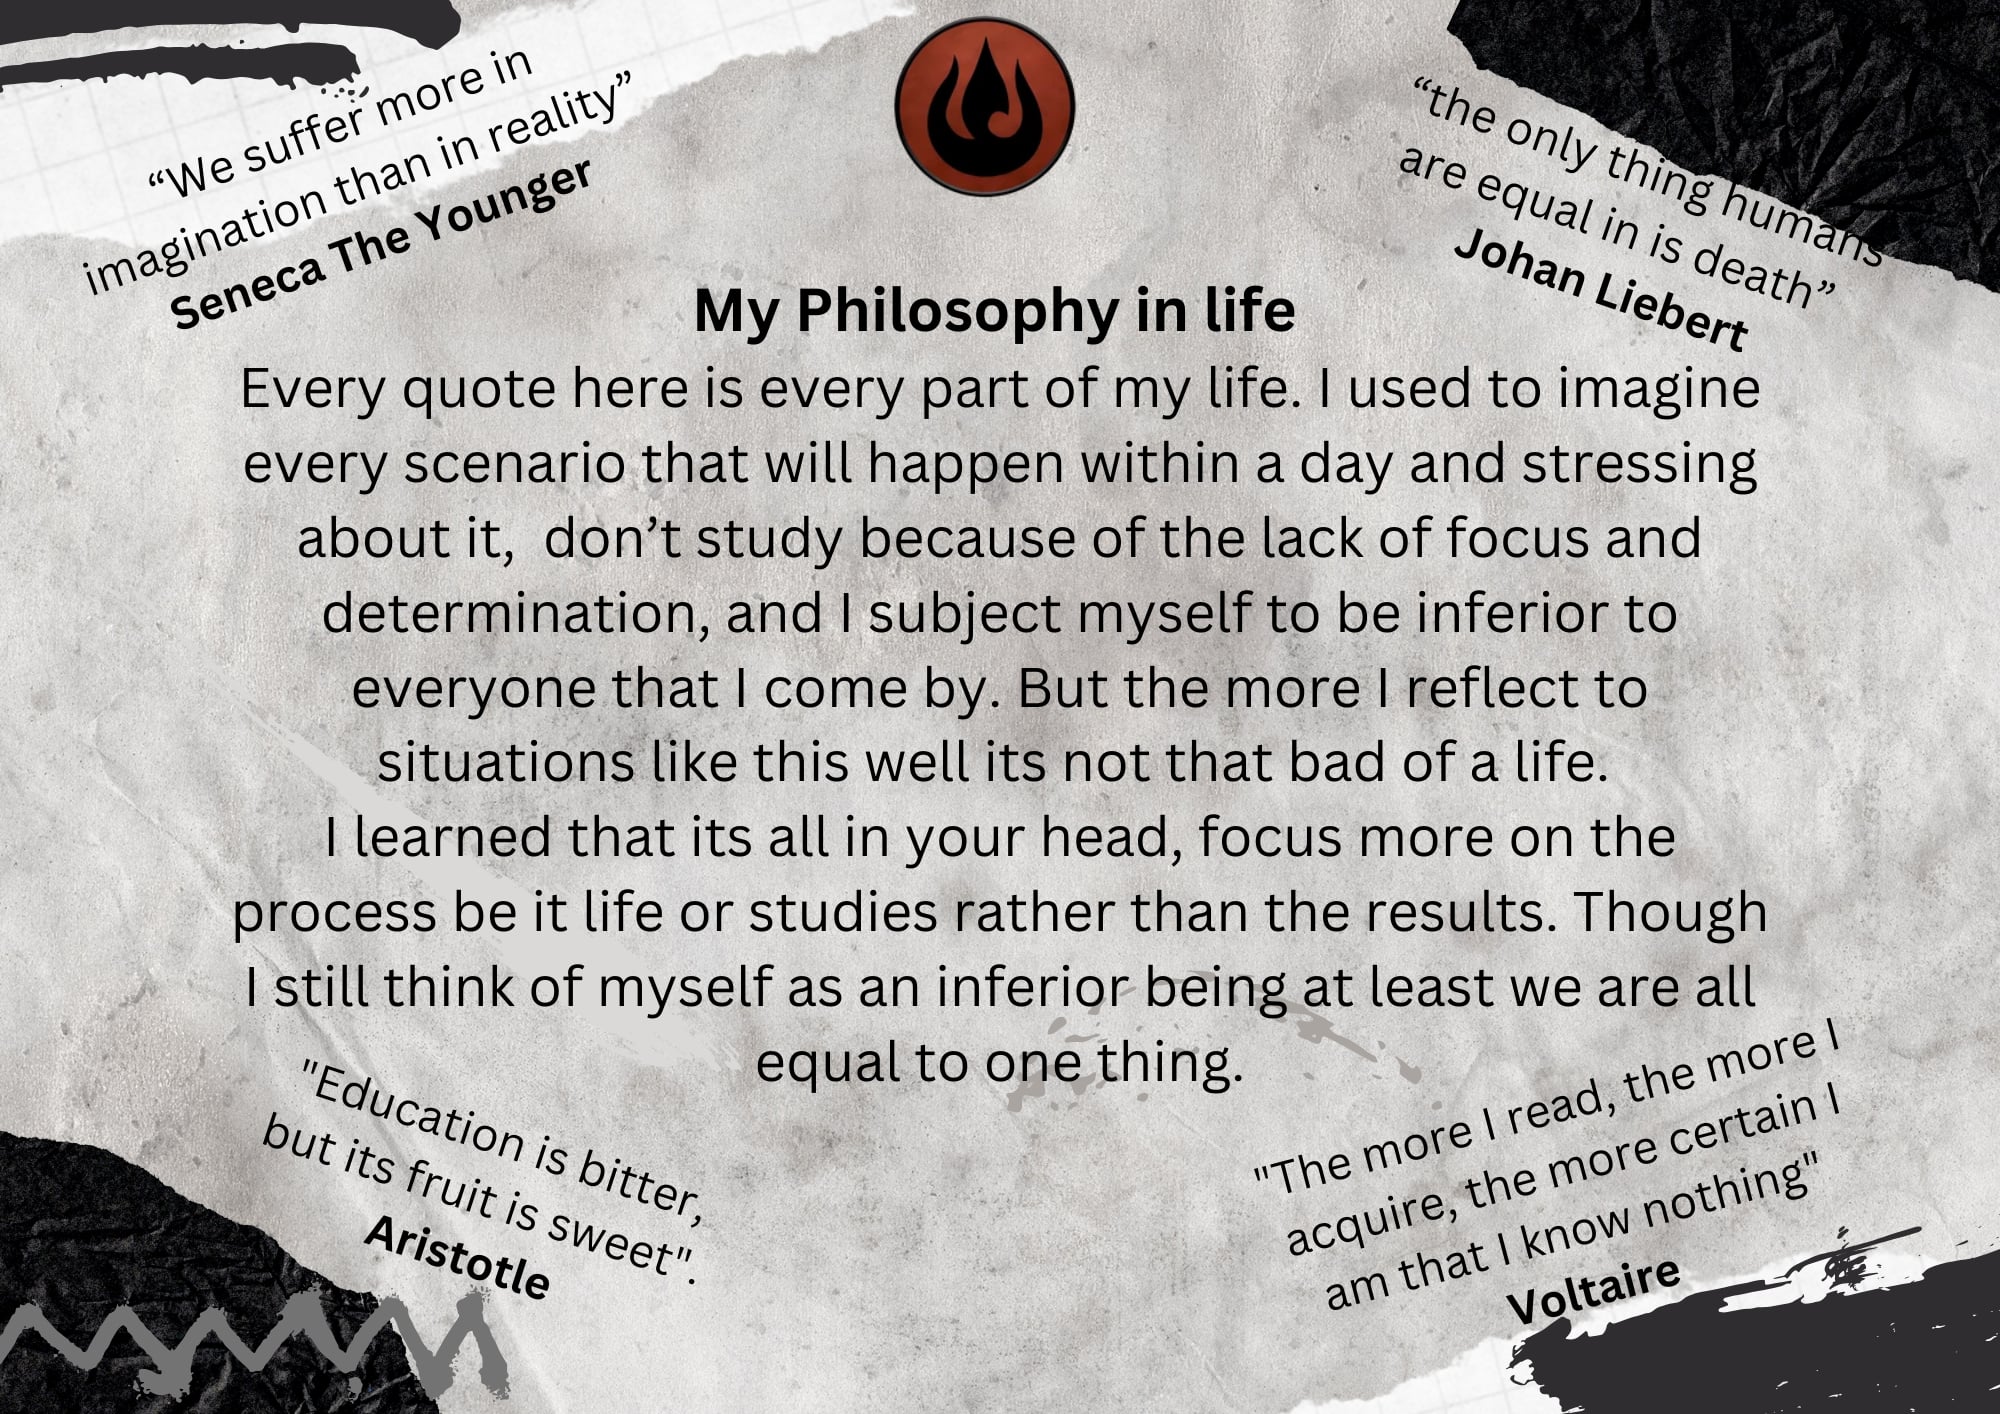 “We suffer more in
imagination than in reality”
Seneca The Younger
“the only thing humans
are equal in is death”
Johan Liebert
My Philosophy in life
Every quote here is every part of my life. I used to imagine
every scenario that will happen within a day and stressing
about it,  don’t study because of the lack of focus and
determination, and I subject myself to be inferior to
everyone that I come by. But the more I reflect to
situations like this well its not that bad of a life.
I learned that its all in your head, focus more on the
process be it life or studies rather than the results. Though
I still think of myself as an inferior being at least we are all
equal to one thing.
"Education is bitter,
but its fruit is sweet".
Aristotle
"The more I read, the more I
acquire, the more certain I
am that I know nothing"
Voltaire